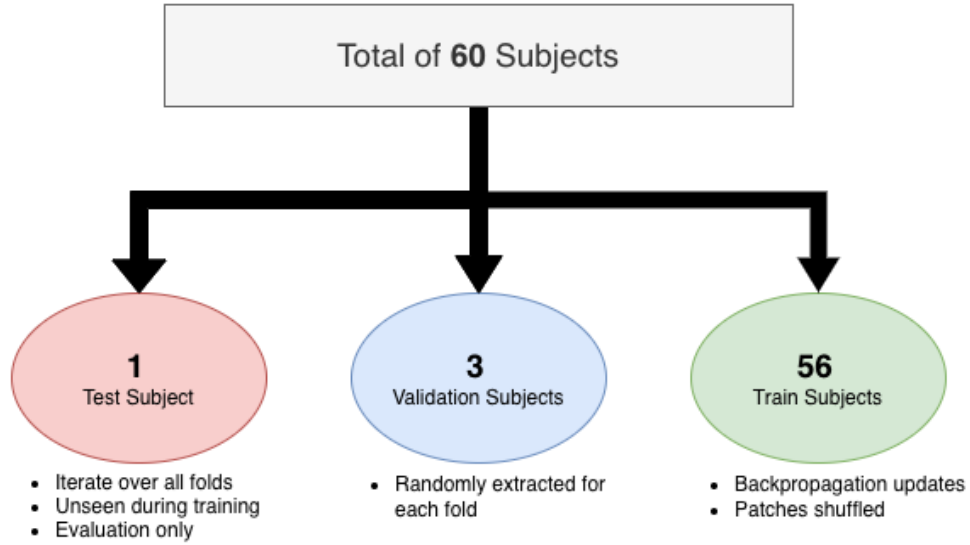 Total of 60 Subjects
1
Test Subject
• Iterate over all folds
• Unseen during training
• Evaluation only
3
Validation Subjects
• Randomly extracted for
each fold
56
Train Subjects
• Backpropagation updates
• Patches shuffled